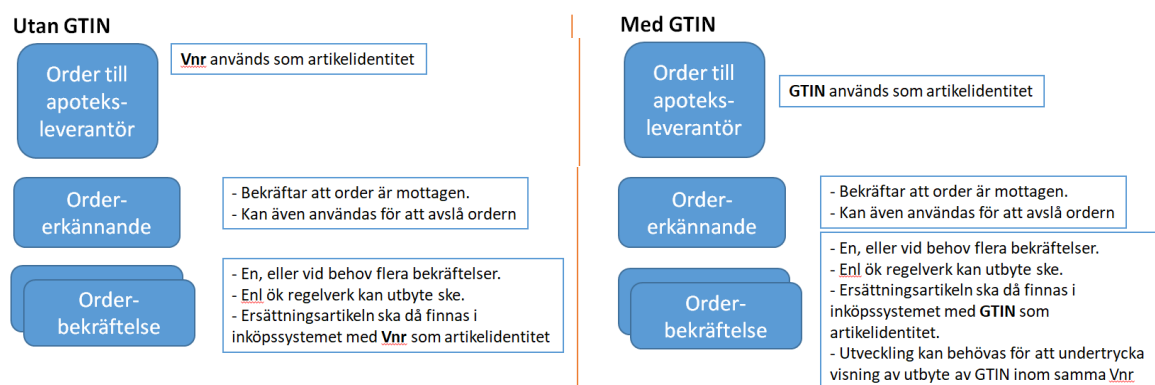 Utan GTIN
Order till
apoteks-
leverantör
Vnr används som artikelidentitet
Order-
erkännande
- Bekräftar att order är mottagen.
- Kan även användas för att avslå ordern
Order-
bekräftelse
- En, eller vid behov flera bekräftelser.
- Enl ök regelverk kan utbyte ske.
- Ersättningsartikeln ska då finnas i
inköpssystemet med Vnr som artikelidentitet
Med GTIN
Order till
apoteks-
leverantör
GTIN används som artikelidentitet
Order-
erkännande
- Bekräftar att order är mottagen.
- Kan även användas för att avslå ordern
Order-
bekräftelse
- En, eller vid behov flera bekräftelser.
- Enl ök regelverk kan utbyte ske.
- Ersättningsartikeln ska då finnas i
inköpssystemet med GTIN som
artikelidentitet.
- Utveckling kan behövas för att undertrycka
visning av utbyte av GTIN inom samma Vnr